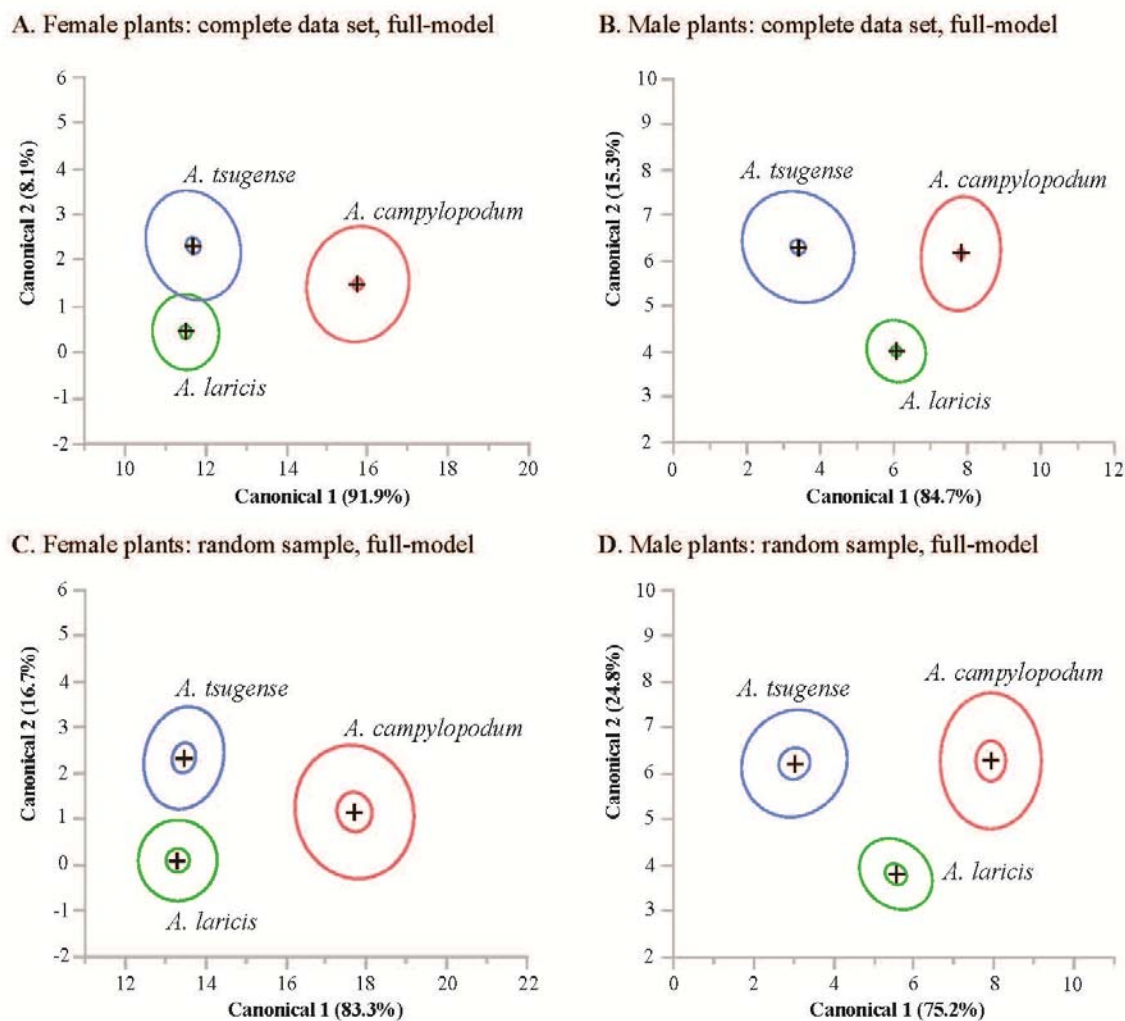 A. Female plants: complete data set, full-model
6
5
4
3
2
1
0
-1
-2
Canonical 2 (8.1%)
A. tsugense
A. campylopodum
A. laricis
10
12
14
16
18
20
Canonical 1 (91.9%)
B. Male plants: complete data set, full-model
10
9
8
7
6
5
4
3
2
Canonical 2 (15.3%)
A. tsugense
A. campylopodum
A. laricis
0
2
4
6
8
10
12
Canonical 1 (84.7%)
C. Female plants: random sample, full-model
6
5
4
3
2
1
0
-1
-2
Canonical 2 (16.7%)
A. tsugense
A. campylopodum
A. laricis
12
14
16
18
20
22
Canonical 1 (83.3%)
D. Male plants: random sample, full-model
10
9
8
7
6
5
4
3
2
Canonical 2 (24.8%)
A. tsugense
A. campylopodum
A. laricis
0
2
4
6
8
10
Canonical 1 (75.2%)